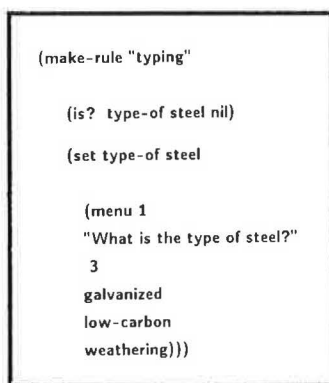 (make-rule "typing"
(is? type-of steel nil)
(set type-of steel
(menu 1
"What is the type of steel?"
3
galvanized
low-carbon
weathering)))